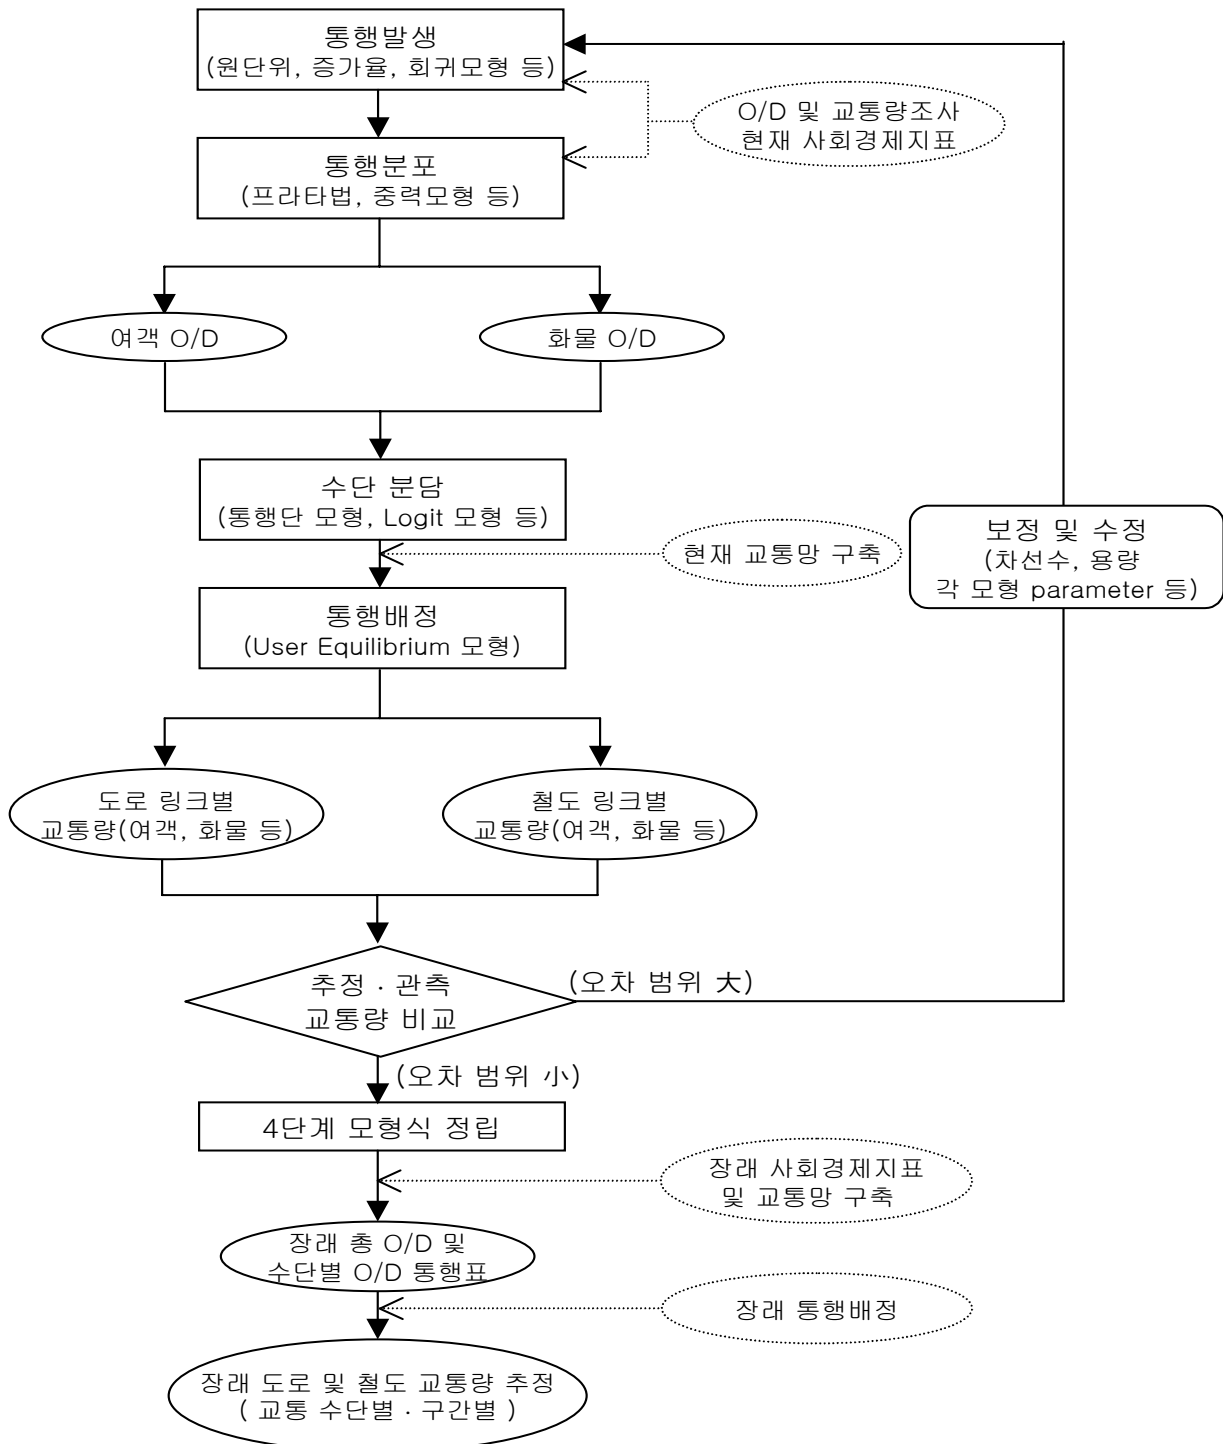 통행발생
(원단위, 증가율, 회귀모형 등)
O/D 및 교통량조사
현재 사회경제지표
통행분포
(프라타법, 중력모형 등)
여객 O/D
화물 O/D
수단 분담
(통행단 모형, Logit 모형 등)
현재 교통망 구축
보정 및 수정
(차선수, 용량
각 모형 parameter 등)
통행배정
(User Equilibrium 모형)
도로 링크별
교통량(여객, 화물 등)
철도 링크별
교통량(여객, 화물 등)
추정 · 관측
교통량 비교
(오차 범위 大)
(오차 범위 小)
4단계 모형식 정립
장래 사회경제지표
및 교통망 구축
장래 총 O/D 및
수단별 O/D 통행표
장래 통행배정
장래 도로 및 철도 교통량 추정
( 교통 수단별 · 구간별 )